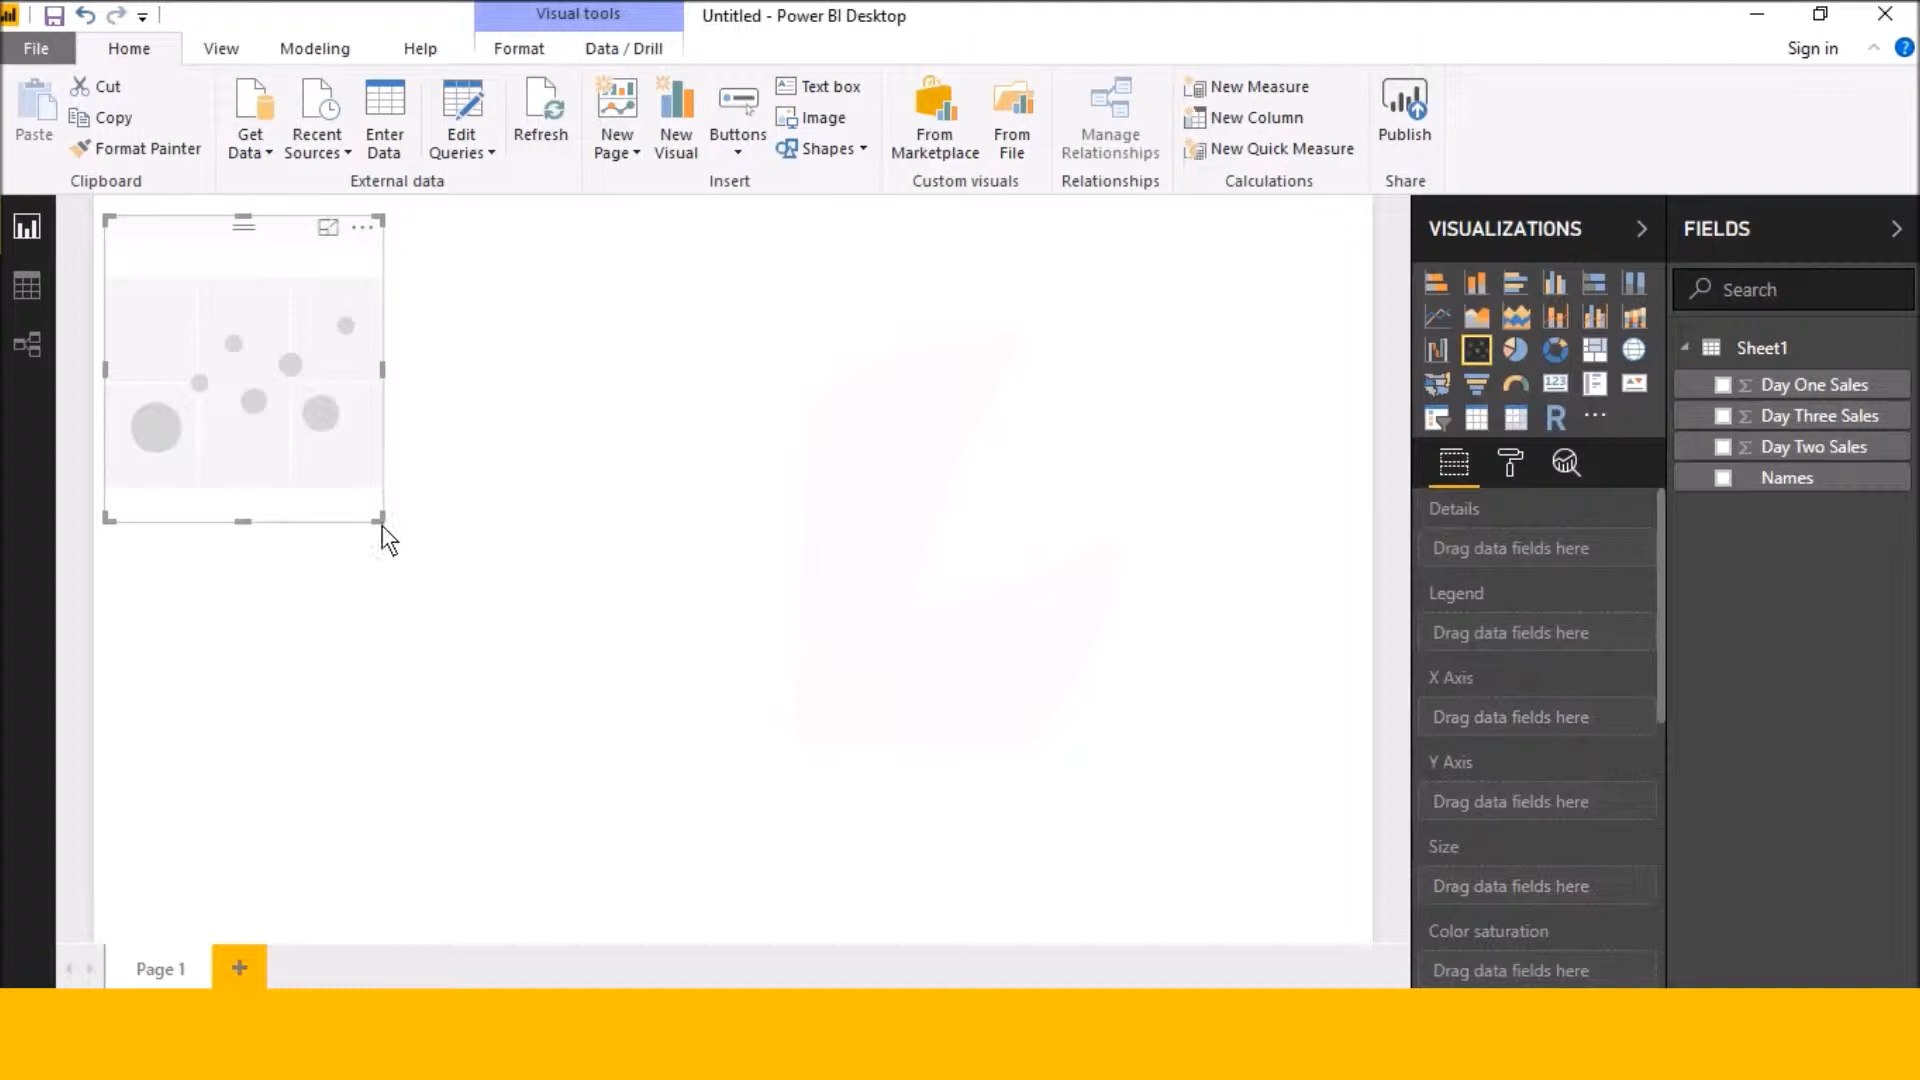 Visual tools
Untitled - Power BI Desktop
File
Home
View
Modeling
Help
Format
Data / Drill
Sign in
?
Paste
Cut
Copy
Format Painter
Clipboard
Get
Data
Recent
Sources
Enter
Data
Edit
Queries
Refresh
External data
New
Page
New
Visual
Buttons
Text box
Image
Shapes
Insert
From
Marketplace
From
File
Custom visuals
Manage
Relationships
Relationships
New Measure
New Column
New Quick Measure
Calculations
Publish
Share
VISUALIZATIONS
123
R
Details
Drag data fields here
Legend
Drag data fields here
X Axis
Drag data fields here
Y Axis
Drag data fields here
Size
Drag data fields here
Color saturation
Drag data fields here
FIELDS
Search
Sheet1
Σ Day One Sales
Σ Day Three Sales
Σ Day Two Sales
Names
Page 1
+